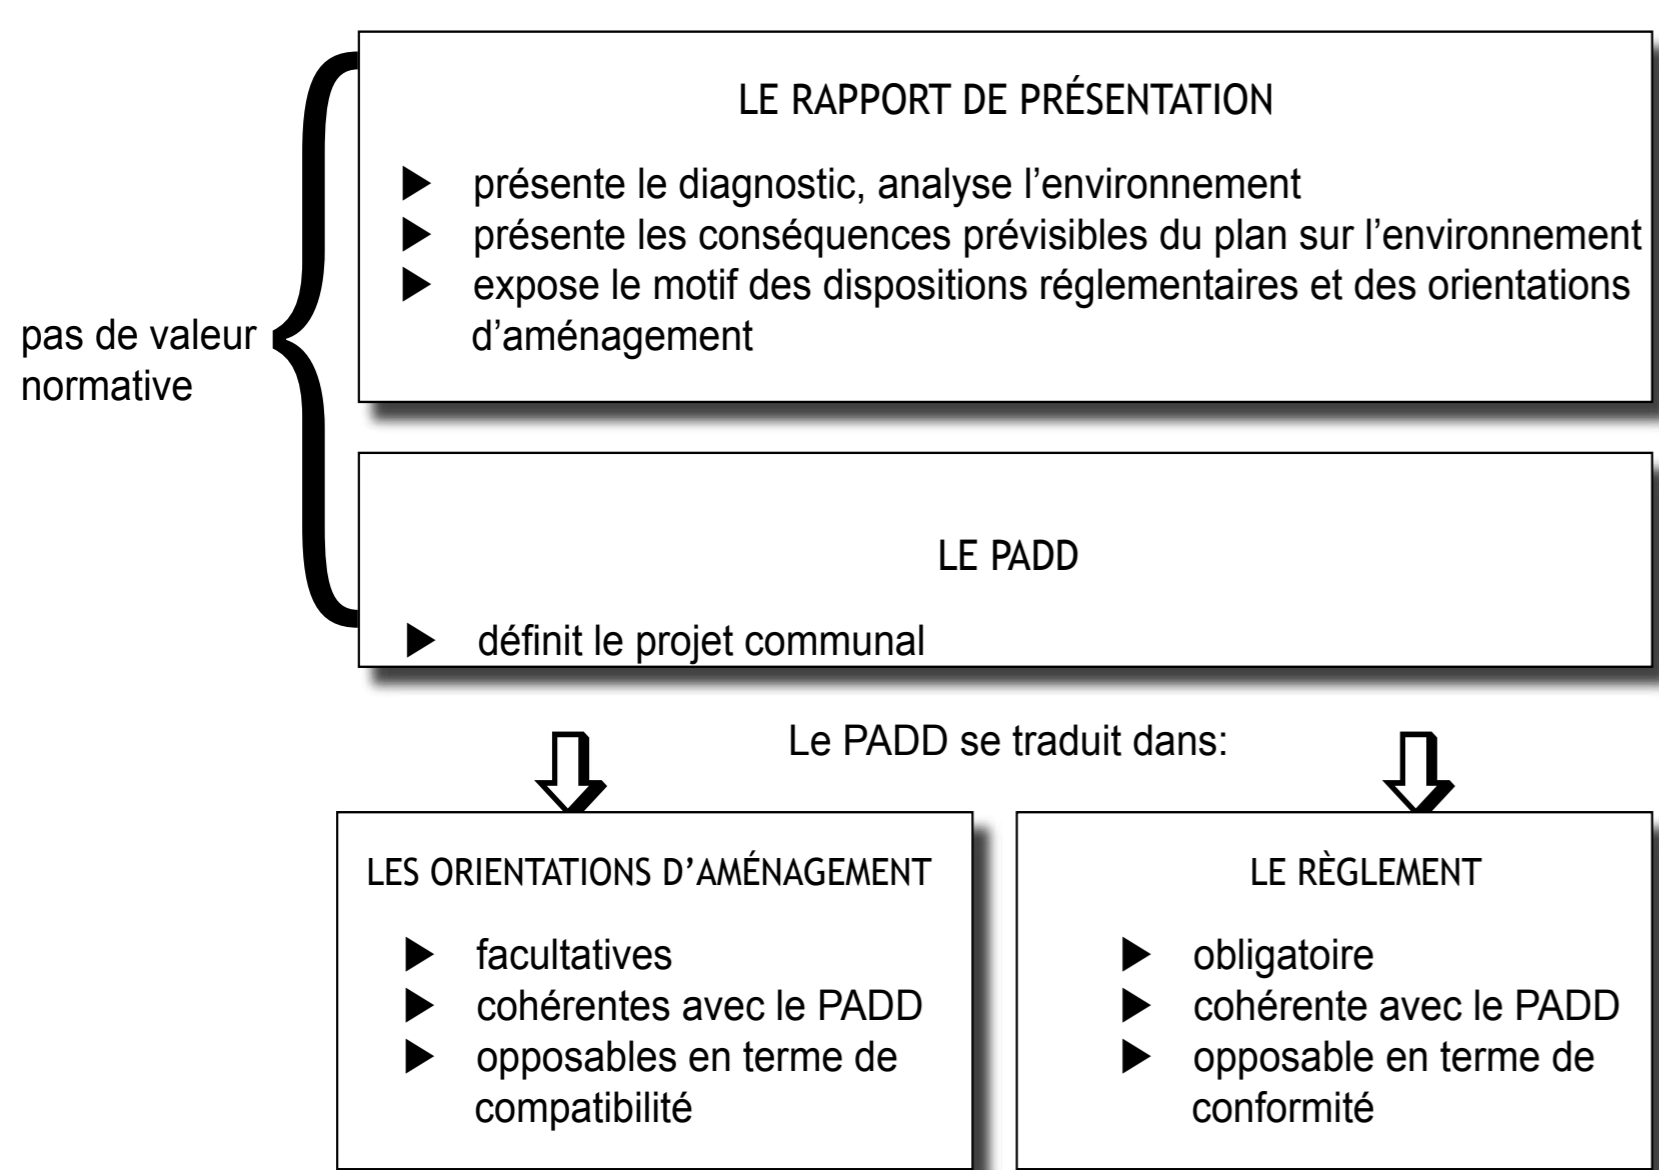 LE RAPPORT DE PRÉSENTATION
▶ présente le diagnostic, analyse l’environnement
▶ présente les conséquences prévisibles du plan sur l’environnement
▶ expose le motif des dispositions réglementaires et des orientations
d’aménagement
pas de valeur
normative
LE PADD
▶ définit le projet communal
Le PADD se traduit dans:
LES ORIENTATIONS D’AMÉNAGEMENT
▶ facultatives
▶ cohérentes avec le PADD
▶ opposables en terme de
compatibilité
LE RÈGLEMENT
▶ obligatoire
▶ cohérente avec le PADD
▶ opposable en terme de
conformité